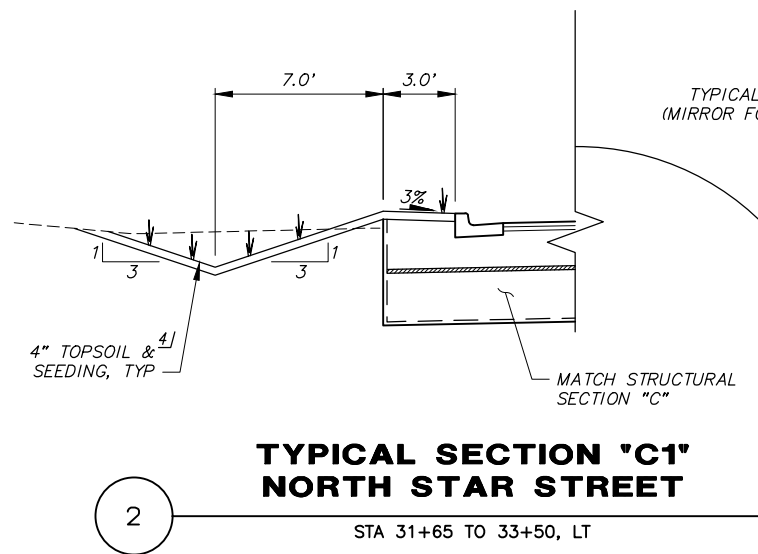 7.0'
3.0'
TYPICAL
(MIRROR FO
3%
1
3
1
3
4" TOPSOIL & 4
SEEDING, TYP
MATCH STRUCTURAL
SECTION "C"
TYPICAL SECTION "C1"
NORTH STAR STREET
2
STA 31+65 TO 33+50, LT